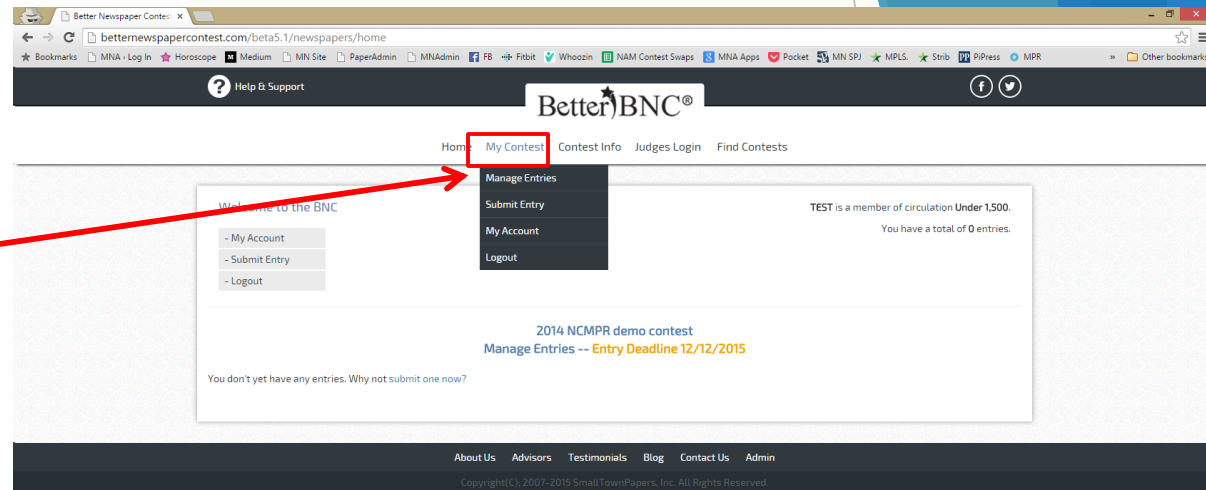 Better Newspaper Contes
betternewspapercontest.com/beta5.1/newspapers/home
Bookmarks MNA › Log In Horoscope M Medium MN Site PaperAdmin MNAdmin FB Fitbit Whoozin NAM Contest Swaps MNA Apps Pocket MN SPJ MPLS. Strib PP PiPress MPR » Other bookmarks
? Help & Support
BetterBNC®
Home My Contest Contest Info Judges Login Find Contests
Manage Entries
Submit Entry
My Account
Logout
Welcome to the BNC
- My Account
- Submit Entry
- Logout
TEST is a member of circulation Under 1,500.
You have a total of 0 entries.
2014 NCMPR demo contest
Manage Entries -- Entry Deadline 12/12/2015
You don't yet have any entries. Why not submit one now?
About Us Advisors Testimonials Blog Contact Us Admin
Copyright(C); 2007-2015 SmallTownPapers, Inc. All Rights Reserved.